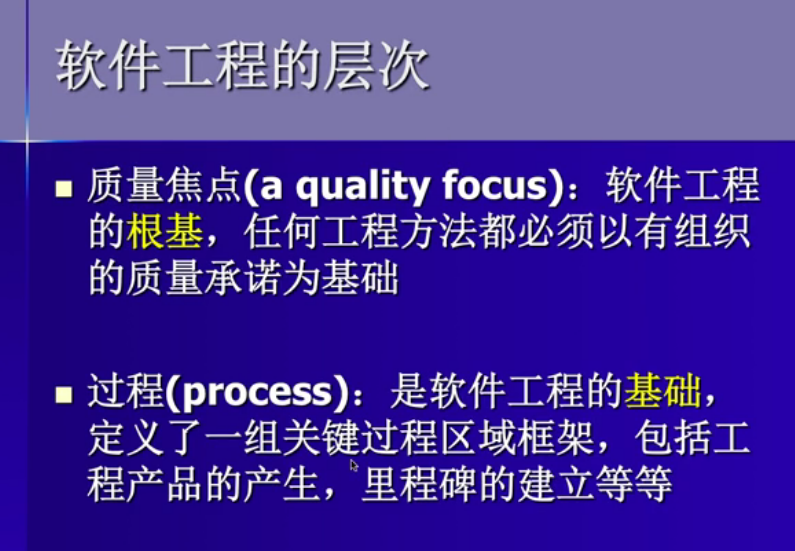 软件工程的层次
质量焦点(a quality focus)：软件工程
的根基，任何工程方法都必须以有组织
的质量承诺为基础
过程(process)：是软件工程的基础，
定义了一组关键过程区域框架，包括工
程产品的产生，里程碑的建立等等